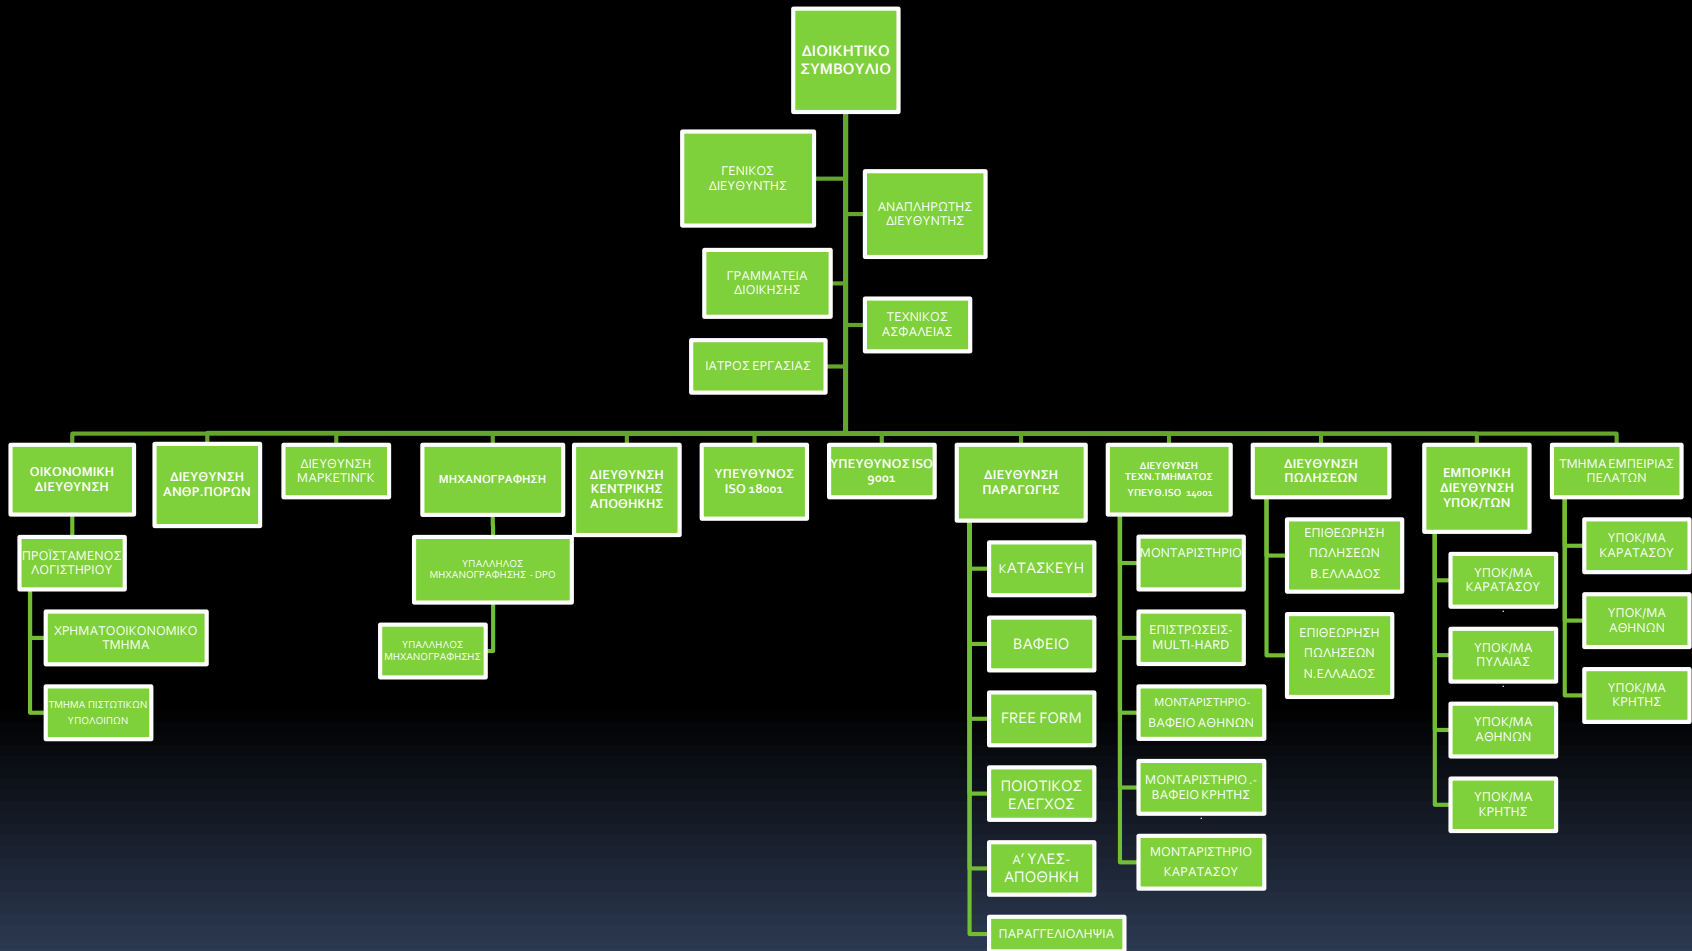 ΔΙΟΙΚΗΤΙΚΟ
ΣΥΜΒΟΥΛΙΟ
ΓΕΝΙΚΟΣ
ΔΙΕΥΘΥΝΤΗΣ
ΑΝΑΠΛΗΡΩΤΗΣ
ΔΙΕΥΘΥΝΤΗΣ
ΓΡΑΜΜΑΤΕΙΑ
ΔΙΟΙΚΗΣΗΣ
ΤΕΧΝΙΚΟΣ
ΑΣΦΑΛΕΙΑΣ
ΙΑΤΡΟΣ ΕΡΓΑΣΙΑΣ
ΟΙΚΟΝΟΜΙΚΗ
ΔΙΕΥΘΥΝΣΗ
ΠΡΟΪΣΤΑΜΕΝΟΣ
ΛΟΓΙΣΤΗΡΙΟΥ
ΧΡΗΜΑΤΟΟΙΚΟΝΟΜΙΚΟ
ΤΜΗΜΑ
ΤΜΗΜΑ ΠΙΣΤΩΤΙΚΩΝ
ΥΠΟΛΟΙΠΩΝ
ΔΙΕΥΘΥΝΣΗ
ΑΝΘΡ.ΠΟΡΩΝ
ΔΙΕΥΘΥΝΣΗ
ΜΑΡΚΕΤΙΝΓΚ
ΜΗΧΑΝΟΓΡΑΦΗΣΗ
ΥΠΑΛΛΗΛΟΣ
ΜΗΧΑΝΟΓΡΑΦΗΣΗΣ - DPO
ΥΠΑΛΛΗΛΟΣ
ΜΗΧΑΝΟΓΡΑΦΗΣΗΣ
ΔΙΕΥΘΥΝΣΗ
ΚΕΝΤΡΙΚΗΣ
ΑΠΟΘΗΚΗΣ
ΥΠΕΥΘΥΝΟΣ
ISO 18001
ΥΠΕΥΘΥΝΟΣ ISO
9001
ΔΙΕΥΘΥΝΣΗ
ΠΑΡΑΓΩΓΗΣ
κΑΤΑΣΚΕΥΗ
ΒΑΦΕΙΟ
FREE FORM
ΠΟΙΟΤΙΚΟΣ
ΕΛΕΓΧΟΣ
Α’ ΥΛΕΣ-
ΑΠΟΘΗΚΗ
ΠΑΡΑΓΓΕΛΙΟΛΗΨΙΑ
ΔΙΕΥΘΥΝΣΗ
ΤΕΧΝ.ΤΜΗΜΑΤΟΣ
ΥΠΕΥΘ.ISO 14001
ΜΟΝΤΑΡΙΣΤΗΡΙΟ
ΕΠΙΣΤΡΩΣΕΙΣ-
MULTI-HARD
ΜΟΝΤΑΡΙΣΤΗΡΙΟ-
ΒΑΦΕΙΟ ΑΘΗΝΩΝ
ΜΟΝΤΑΡΙΣΤΗΡΙΟ .-
ΒΑΦΕΙΟ ΚΡΗΤΗΣ
.
ΜΟΝΤΑΡΙΣΤΗΡΙΟ
ΚΑΡΑΤΑΣΟΥ
ΔΙΕΥΘΥΝΣΗ
ΠΩΛΗΣΕΩΝ
ΕΠΙΘΕΩΡΗΣΗ
ΠΩΛΗΣΕΩΝ
Β.ΕΛΛΑΔΟΣ
ΕΠΙΘΕΩΡΗΣΗ
ΠΩΛΗΣΕΩΝ
Ν.ΕΛΛΑΔΟΣ
ΕΜΠΟΡΙΚΗ
ΔΙΕΥΘΥΝΣΗ
ΥΠΟΚ/ΤΩΝ
ΥΠΟΚ/ΜΑ
ΚΑΡΑΤΑΣΟΥ
.
ΥΠΟΚ/ΜΑ
ΠΥΛΑΙΑΣ
.
ΥΠΟΚ/ΜΑ
ΑΘΗΝΩΝ
ΥΠΟΚ/ΜΑ
ΚΡΗΤΗΣ
ΤΜΗΜΑ ΕΜΠΕΙΡΙΑΣ
ΠΕΛΑΤΩΝ
ΥΠΟΚ/ΜΑ
ΚΑΡΑΤΑΣΟΥ
ΥΠΟΚ/ΜΑ
ΑΘΗΝΩΝ
ΥΠΟΚ/ΜΑ
ΚΡΗΤΗΣ